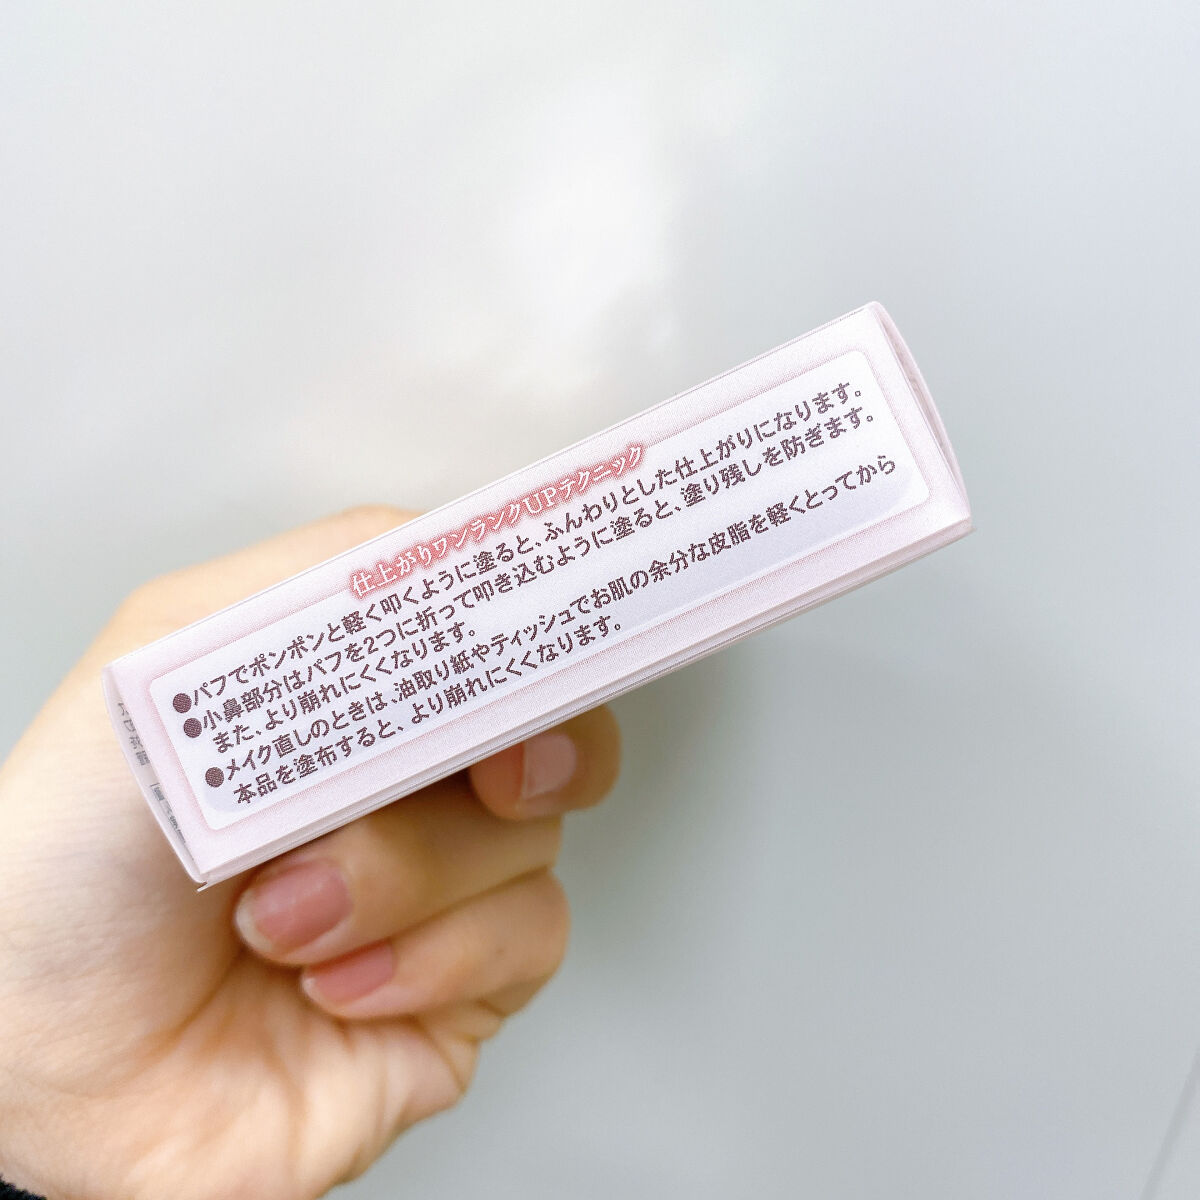 仕上がりワンランクUPテクニック
●パフでポンポンと軽く叩くように塗ると、ふんわりとした仕上がりになります。
●小鼻部分はパフを2つに折って叩き込むように塗ると、塗り残しを防ぎます。
また、より崩れにくくなります。
●メイク直しのときは、油取り紙やティッシュでお肌の余分な皮脂を軽くとってから
本品を塗布すると、より崩れにくくなります。